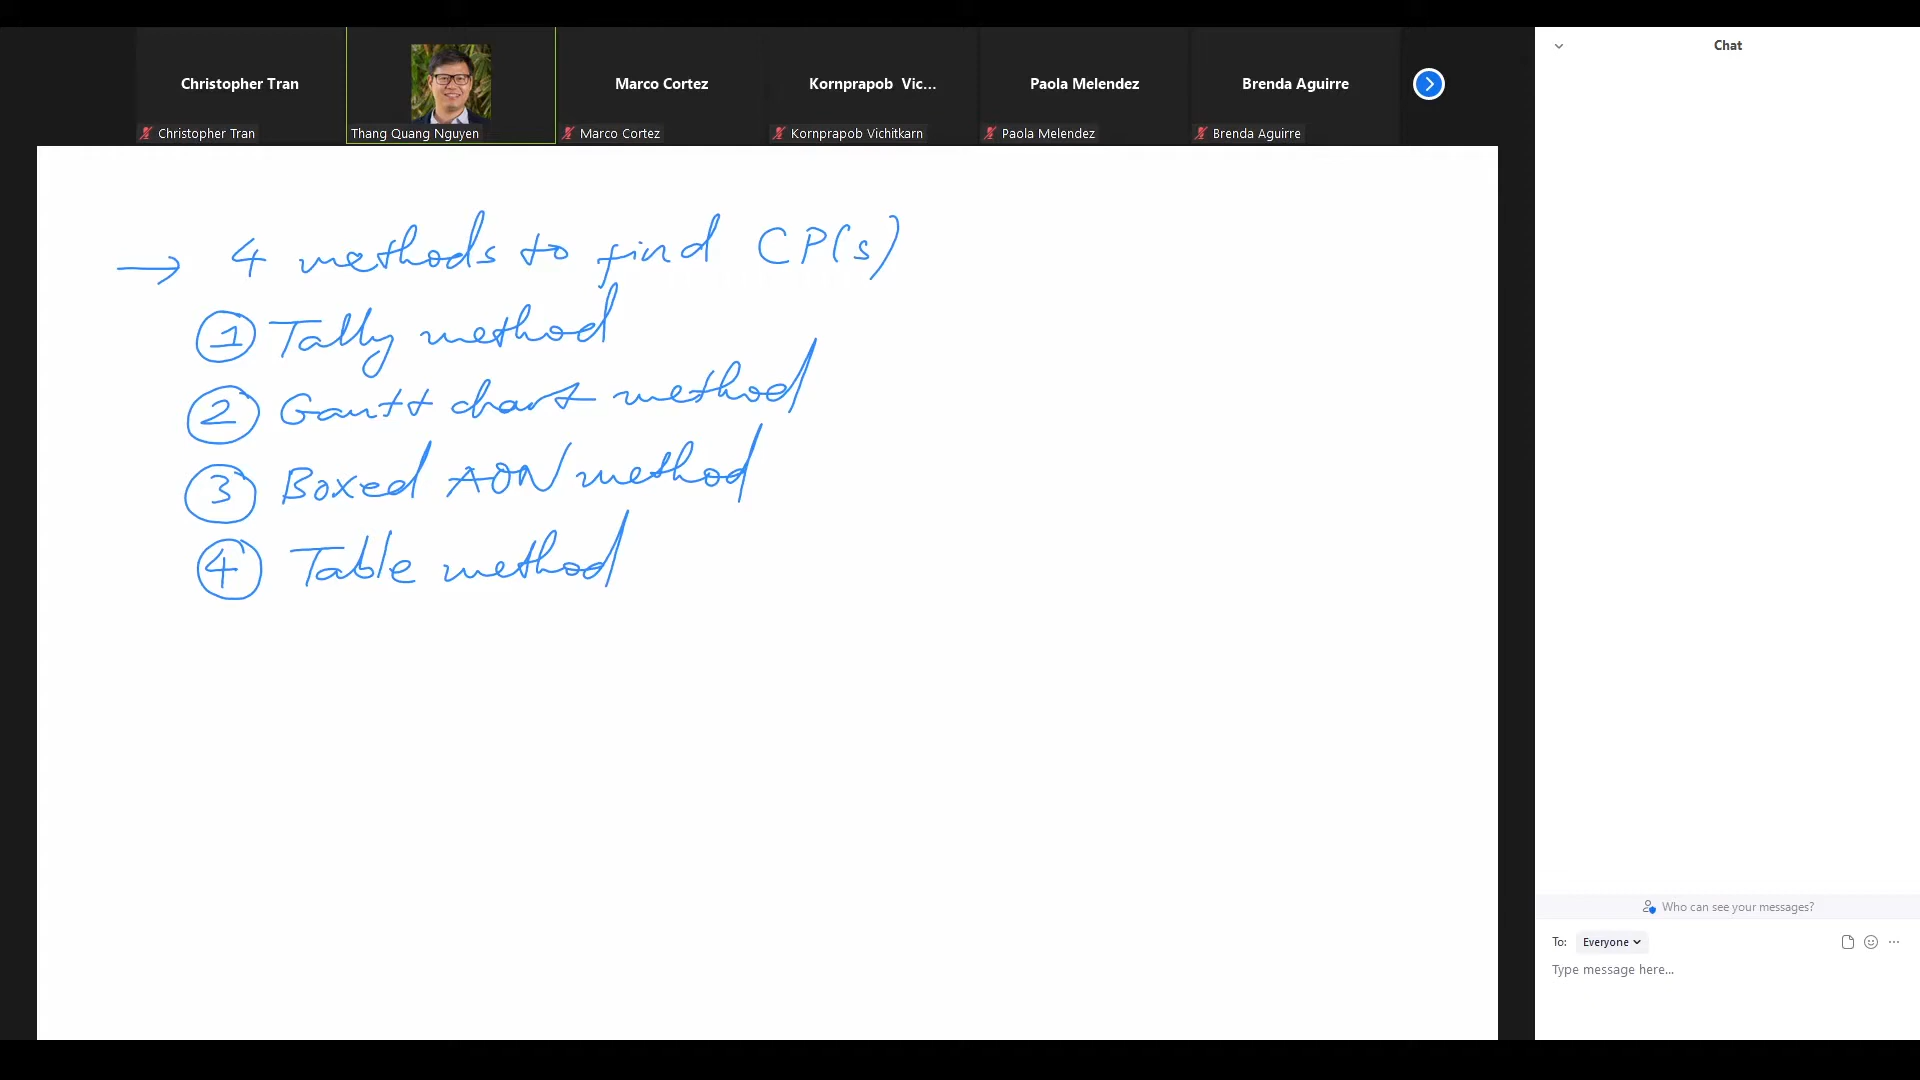 Chat
Christopher Tran
Marco Cortez
Kornprapob Vic...
Paola Melendez
Brenda Aguirre
Christopher Tran
Thang Quang Nguyen
Marco Cortez
Kornprapob Vichitkarn
Paola Melendez
Brenda Aguirre
→ 4 methods to find CP(s)
① Tally method
② Gantt chart method
③ Boxed AON method
④ Table method
Who can see your messages?
To: Everyone
Type message here...